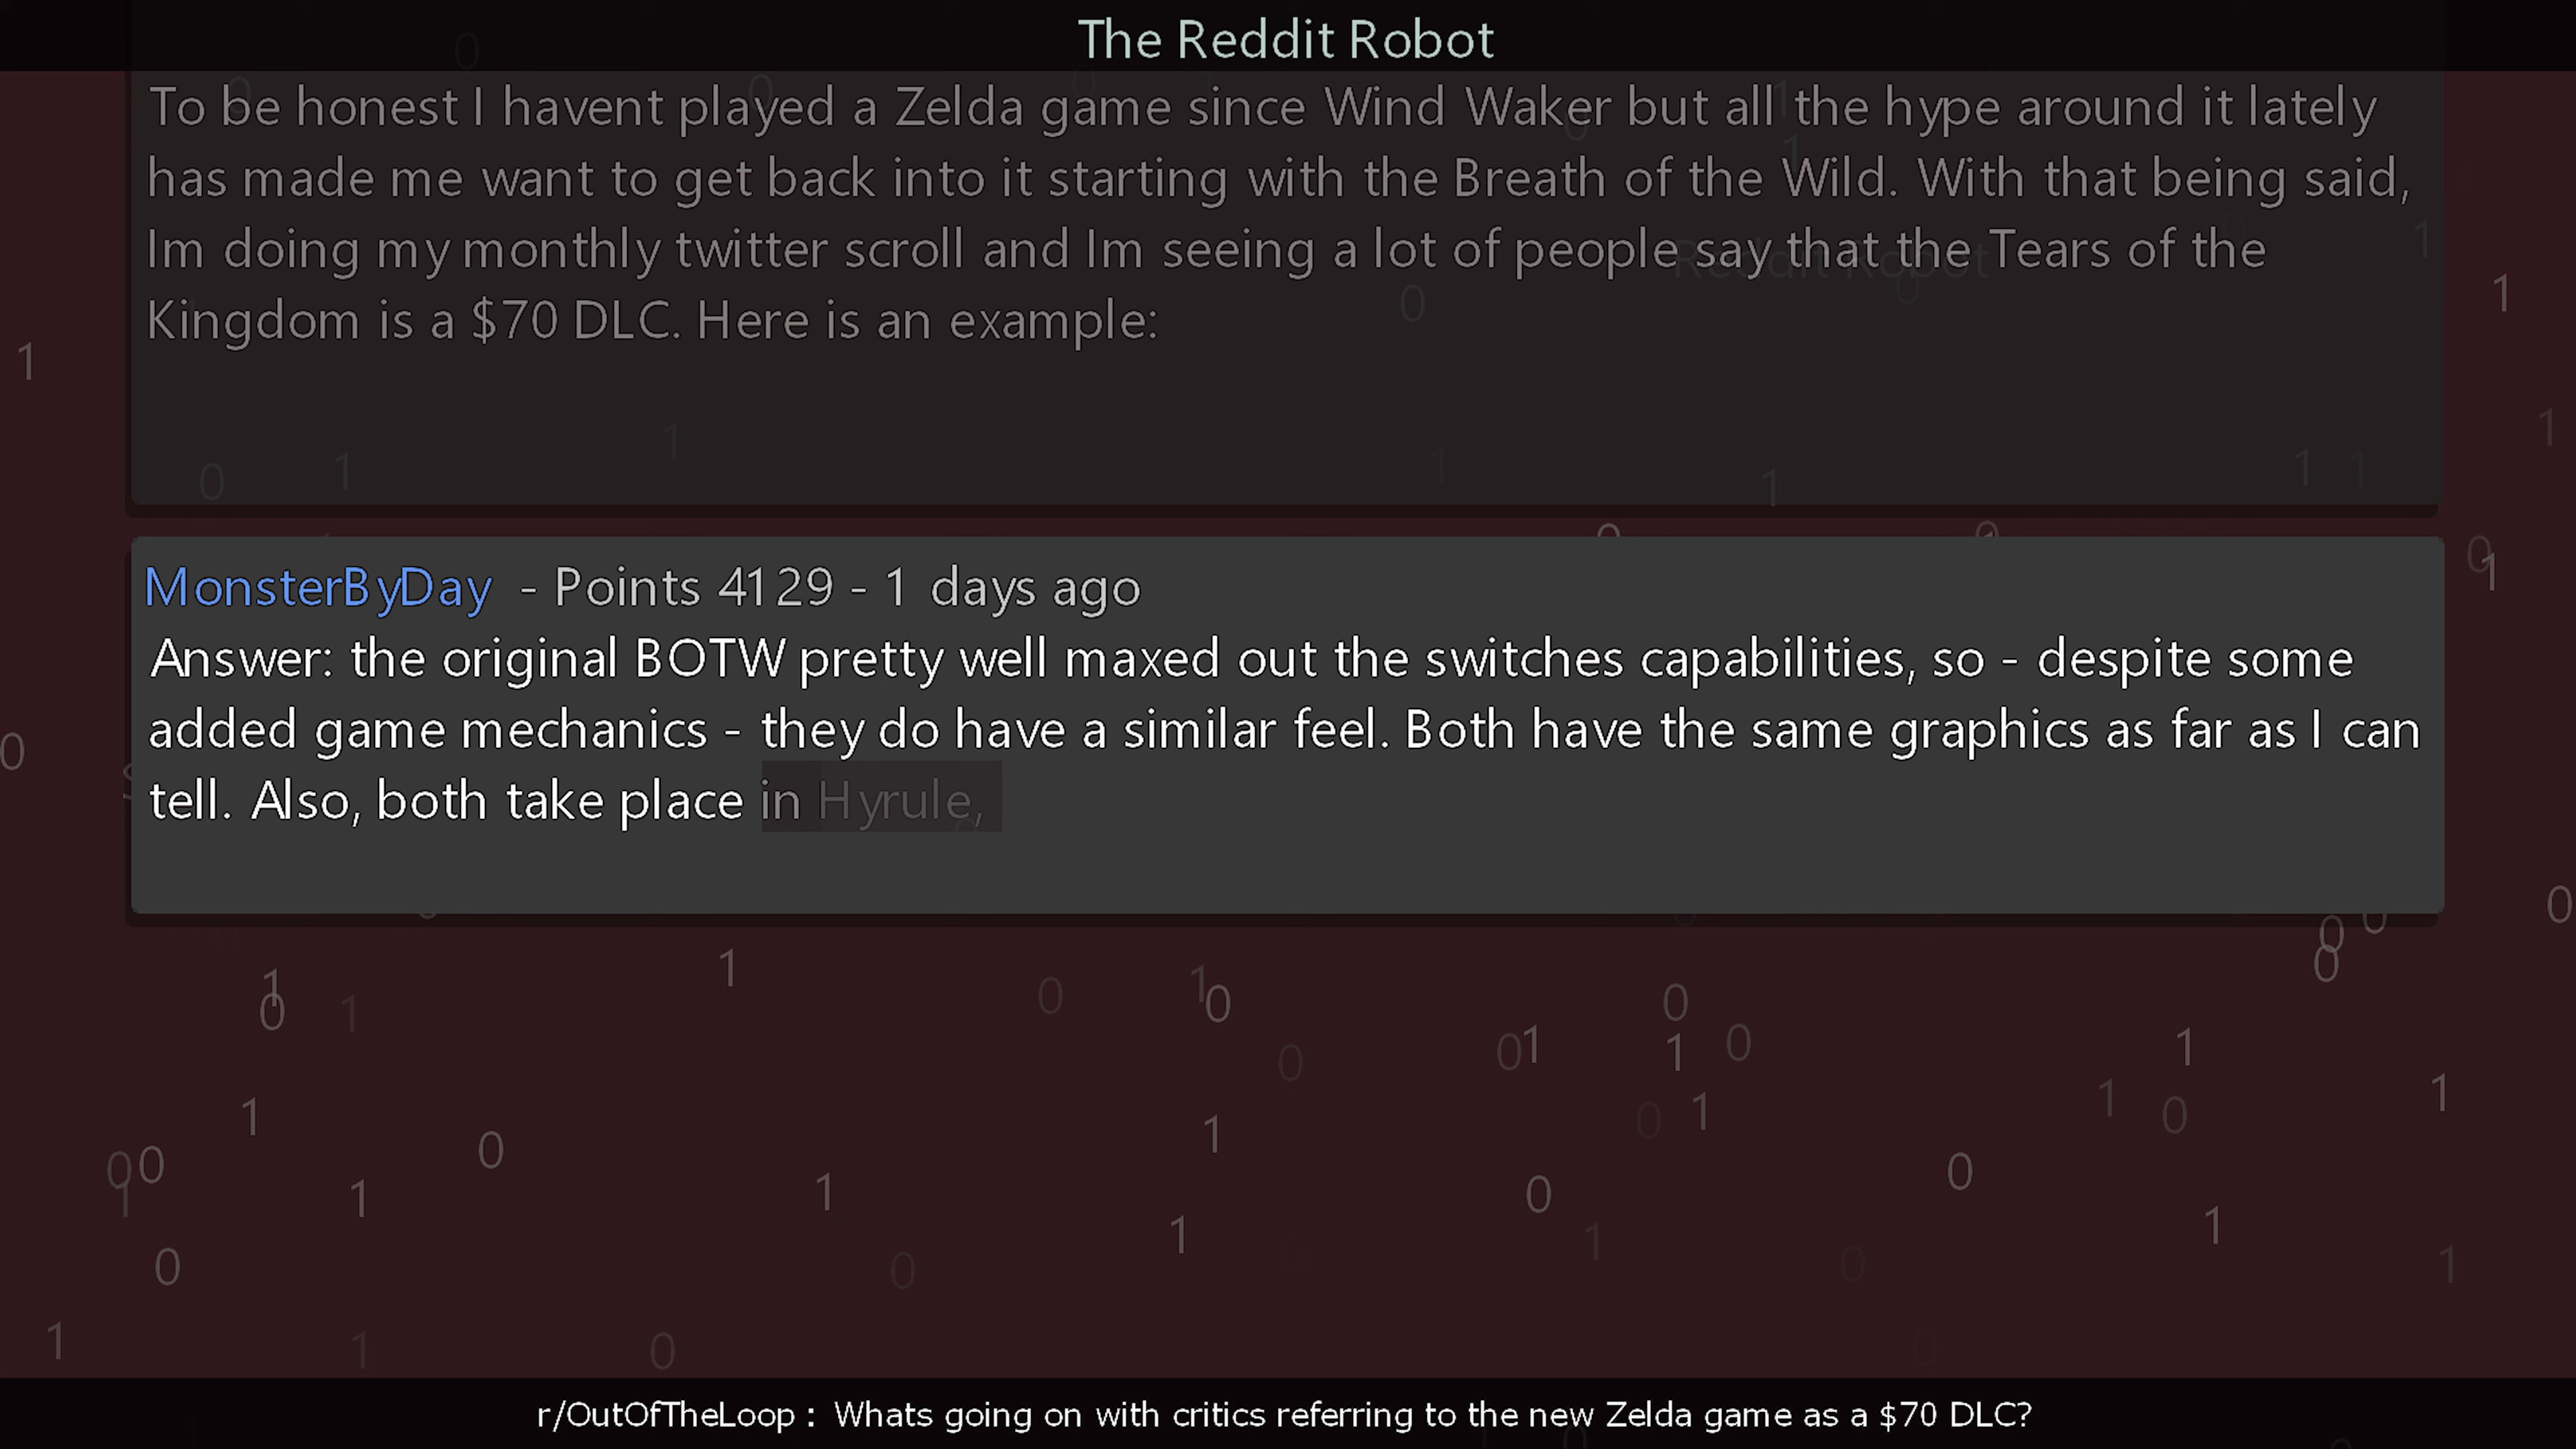 The Reddit Robot
To be honest I havent played a Zelda game since Wind Waker but all the hype around it lately
has made me want to get back into it starting with the Breath of the Wild. With that being said,
Im doing my monthly twitter scroll and Im seeing a lot of people say that the Tears of the
Reddit Robot
Kingdom is a $70 DLC. Here is an example:
MonsterByDay - Points 4129 - 1 days ago
Answer: the original BOTW pretty well maxed out the switches capabilities, so - despite some
added game mechanics - they do have a similar feel. Both have the same graphics as far as I can
tell. Also, both take place in Hyrule,
r/OutOfTheLoop : Whats going on with critics referring to the new Zelda game as a $70 DLC?